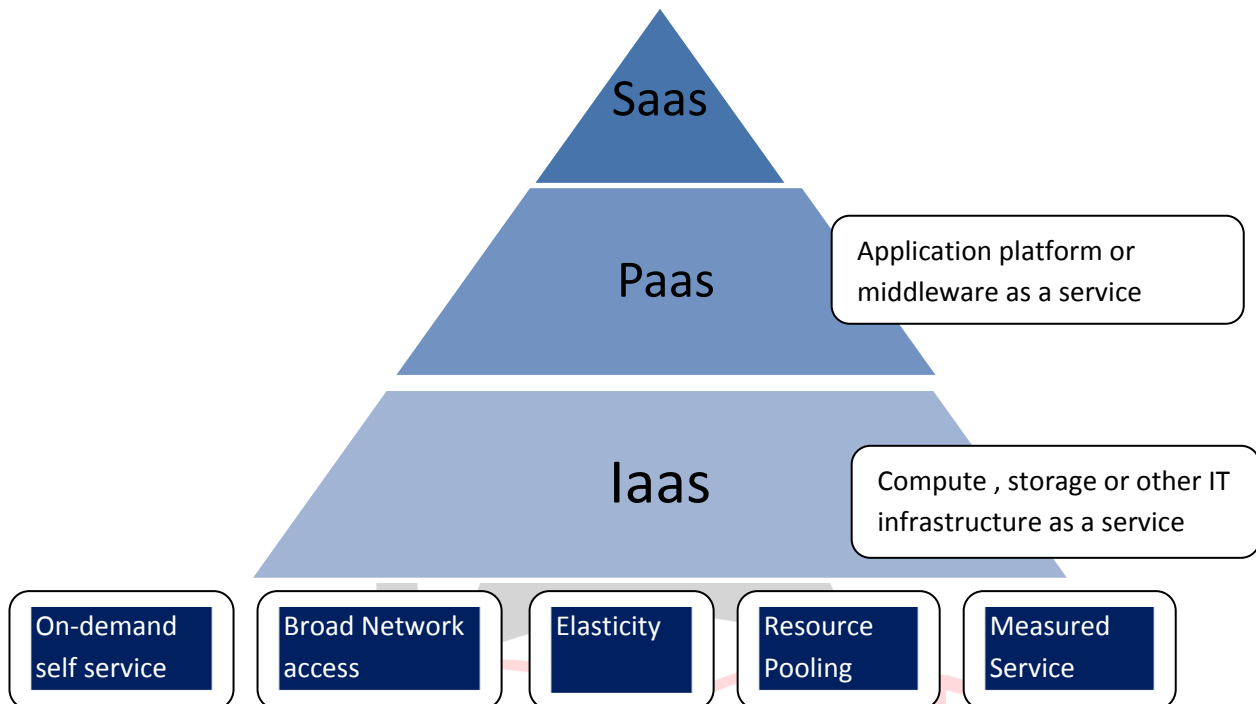 Saas
Paas
Application platform or
middleware as a service
Iaas
Compute , storage or other IT
infrastructure as a service
On-demand
self service
Broad Network
access
Elasticity
Resource
Pooling
Measured
Service